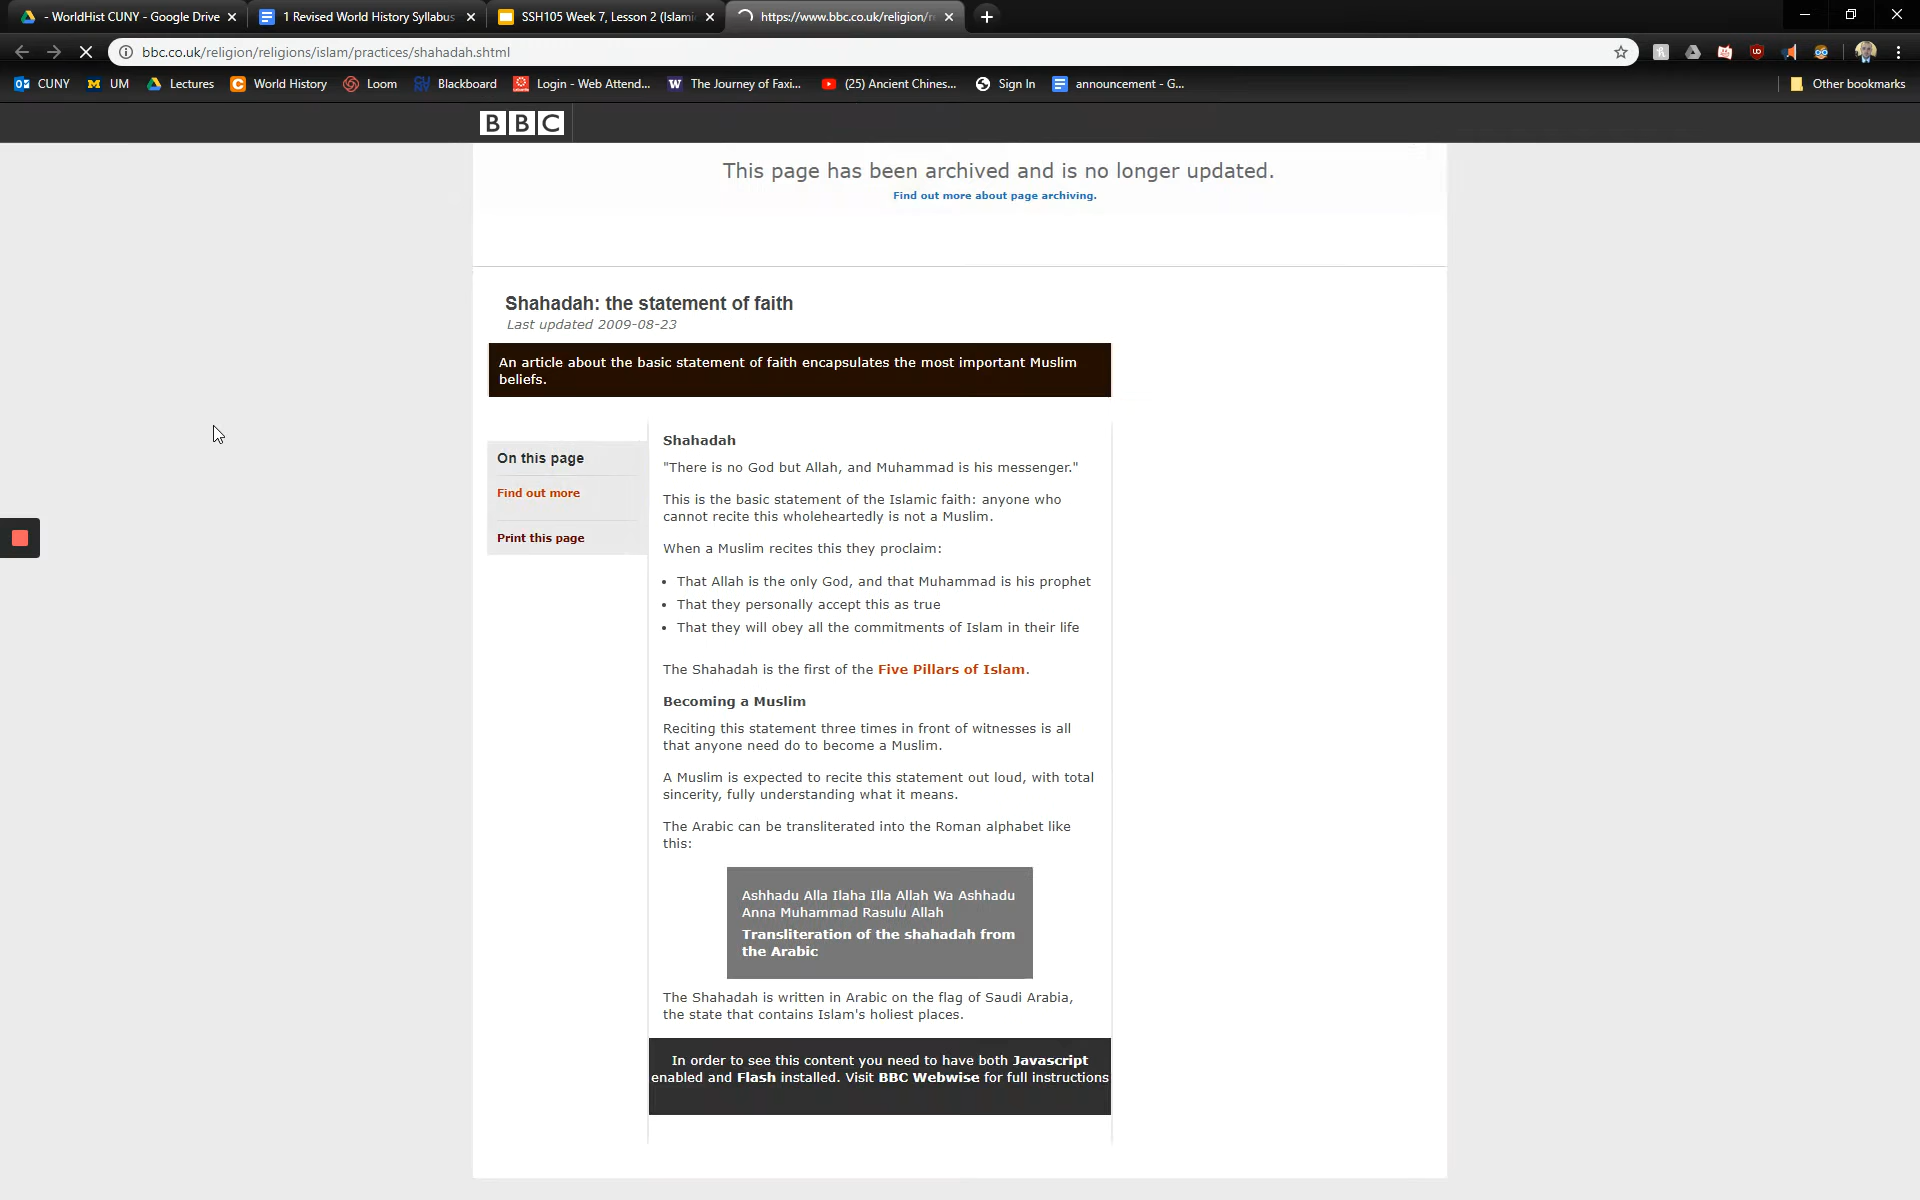 - WorldHist CUNY - Google Drive
1 Revised World History Syllabus
SSH105 Week 7, Lesson 2 (Islamic
https://www.bbc.co.uk/religion/r
bbc.co.uk/religion/religions/islam/practices/shahadah.shtml
CUNY
UM
Lectures
World History
Loom
Blackboard
Login - Web Attend...
The Journey of Faxi...
(25) Ancient Chines...
Sign In
announcement - G...
Other bookmarks
BBC
This page has been archived and is no longer updated.
Find out more about page archiving.
Shahadah: the statement of faith
Last updated 2009-08-23
An article about the basic statement of faith encapsulates the most important Muslim
beliefs.
On this page
Find out more
Print this page
Shahadah
"There is no God but Allah, and Muhammad is his messenger."
This is the basic statement of the Islamic faith: anyone who
cannot recite this wholeheartedly is not a Muslim.
When a Muslim recites this they proclaim:
• That Allah is the only God, and that Muhammad is his prophet
• That they personally accept this as true
• That they will obey all the commitments of Islam in their life
The Shahadah is the first of the Five Pillars of Islam.
Becoming a Muslim
Reciting this statement three times in front of witnesses is all
that anyone need do to become a Muslim.
A Muslim is expected to recite this statement out loud, with total
sincerity, fully understanding what it means.
The Arabic can be transliterated into the Roman alphabet like
this:
Ashhadu Alla Ilaha Illa Allah Wa Ashhadu
Anna Muhammad Rasulu Allah
Transliteration of the shahadah from
the Arabic
The Shahadah is written in Arabic on the flag of Saudi Arabia,
the state that contains Islam's holiest places.
In order to see this content you need to have both Javascript
enabled and Flash installed. Visit BBC Webwise for full instructions